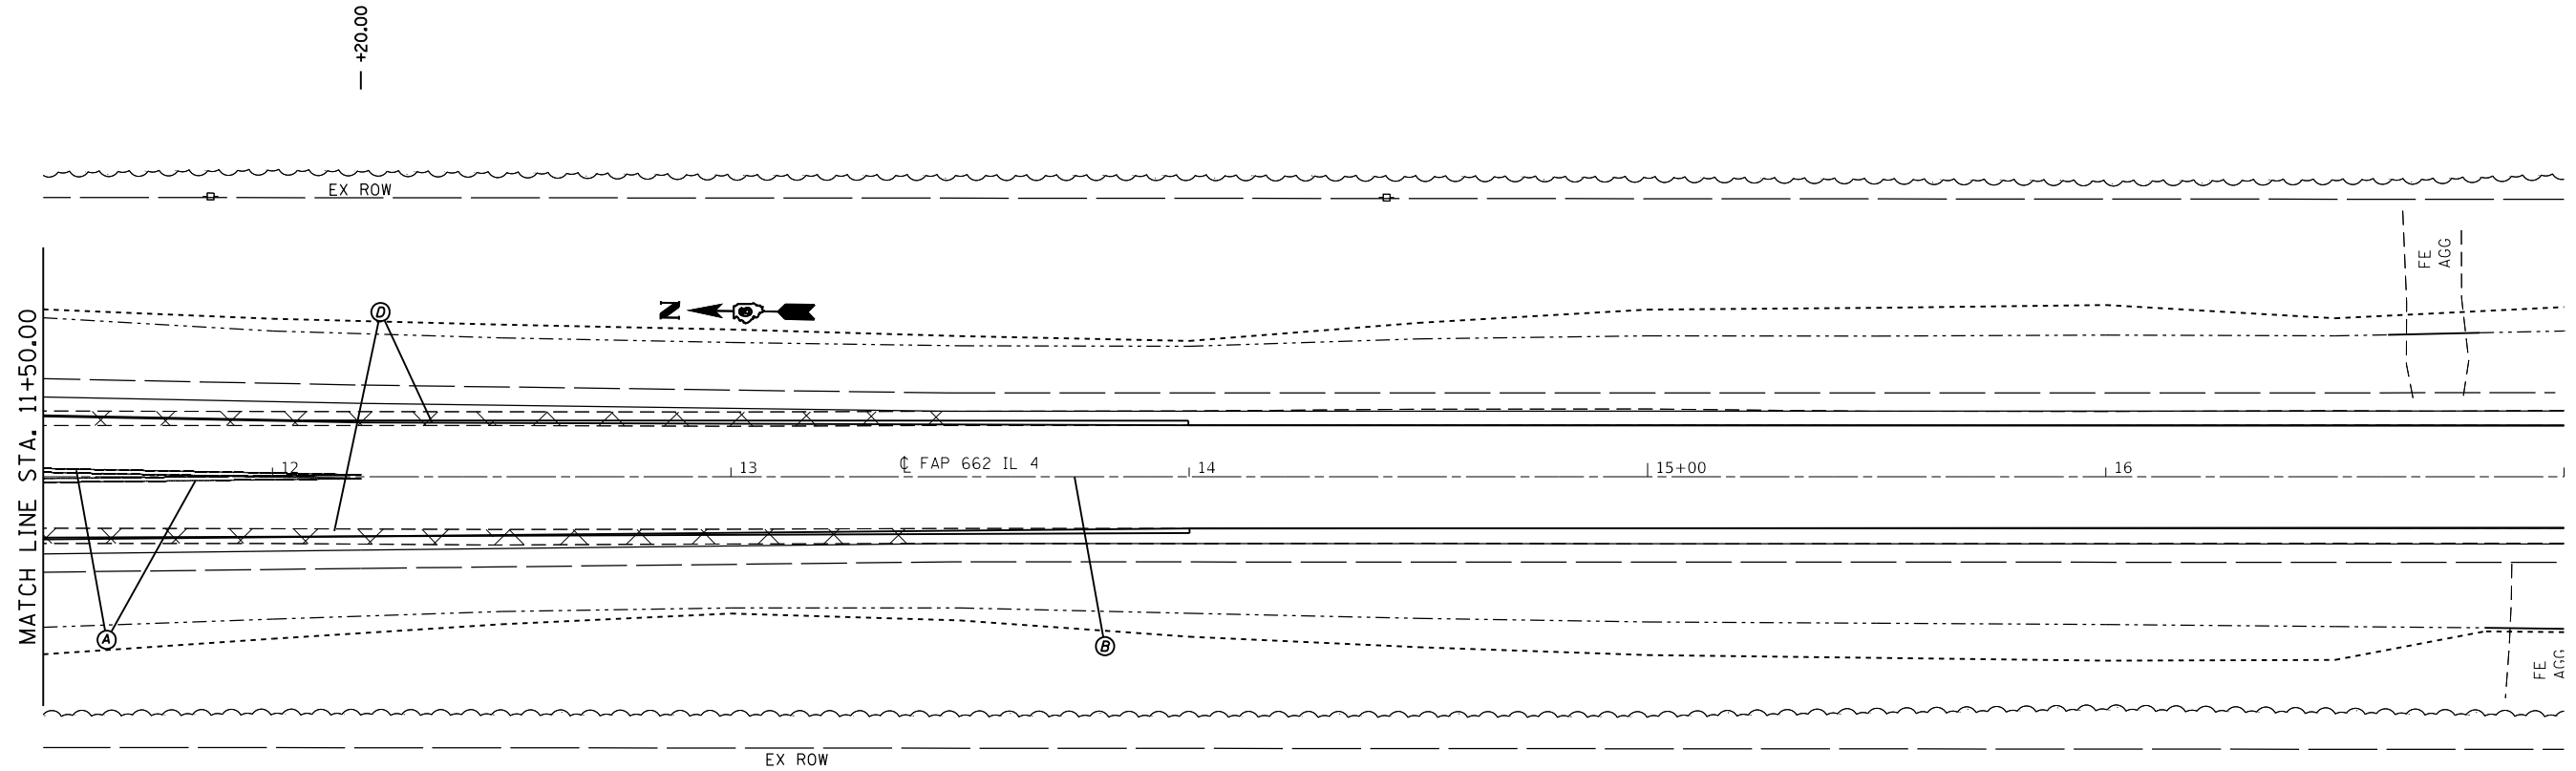 +20.00
EX ROW
FE
AGG
N
D
MATCH LINE STA. 11+50.00
12
13
℄ FAP 662 IL 4
14
15+00
16
A
B
FE
AGG
EX ROW